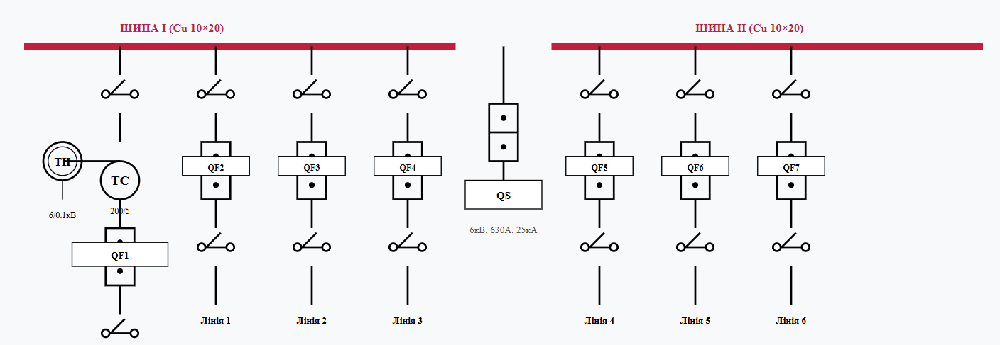 ШИНА I (Cu 10×20)
ШИНА II (Cu 10×20)
ТН
ТС
QF2
QF3
QF4
QF5
QF6
QF7
QS
6/0.1кВ
200/5
6кВ, 630А, 25кА
QF1
Лінія 1
Лінія 2
Лінія 3
Лінія 4
Лінія 5
Лінія 6